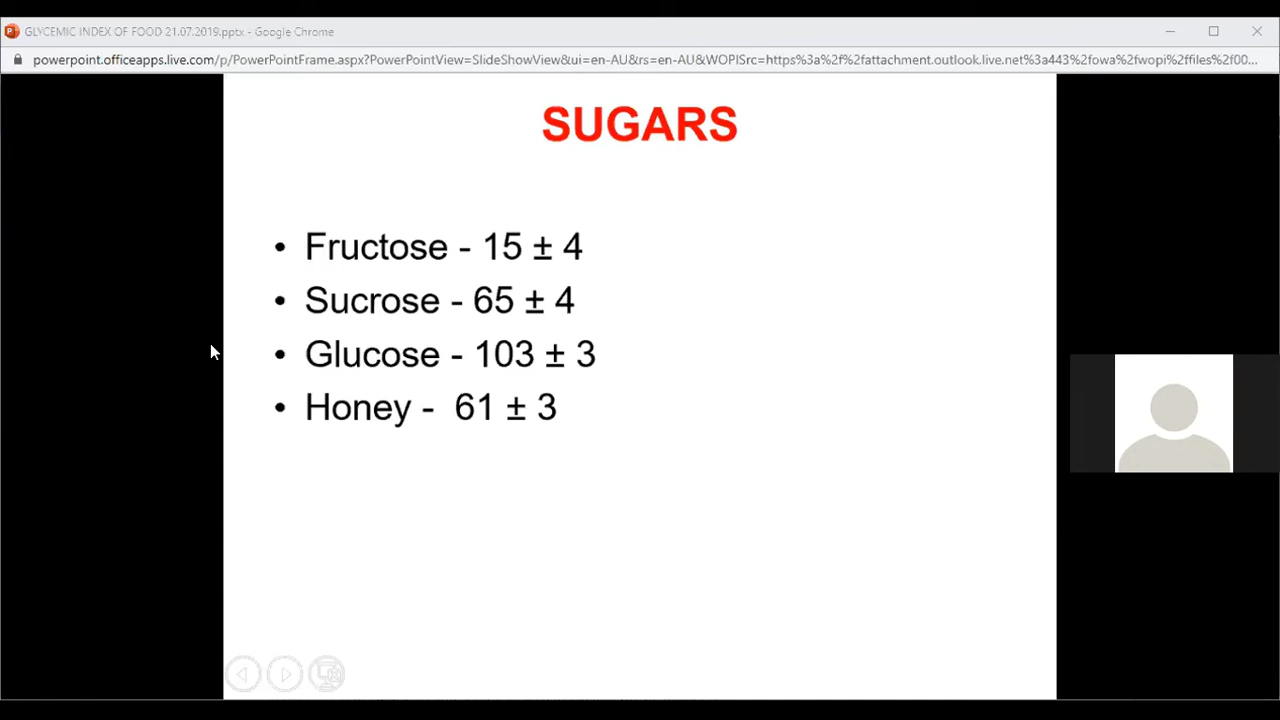 GLYCEMIC INDEX OF FOOD 21.07.2019.pptx - Google Chrome
powerpoint.officeapps.live.com/p/PowerPointFrame.aspx?PowerPointView=SlideShowView&ui=en-AU&rs=en-AU&WOPISrc=https%3a%2f%2fattachment.outlook.live.net%3a443%2fowa%2fwopi%2ffiles%2f00...
SUGARS
• Fructose - 15 ± 4
• Sucrose - 65 ± 4
• Glucose - 103 ± 3
• Honey - 61 ± 3